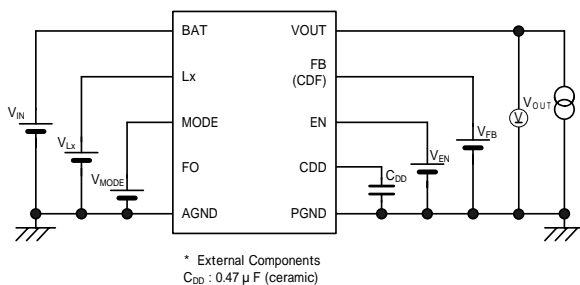 BAT
VOUT
Lx
FB
(CDF)
MODE
EN
FO
CDD
AGND
PGND
VIN
VLx
VMODE
CDD
VEN
VFB
VOUT
V
* External Components
CDD : 0.47 μ F (ceramic)